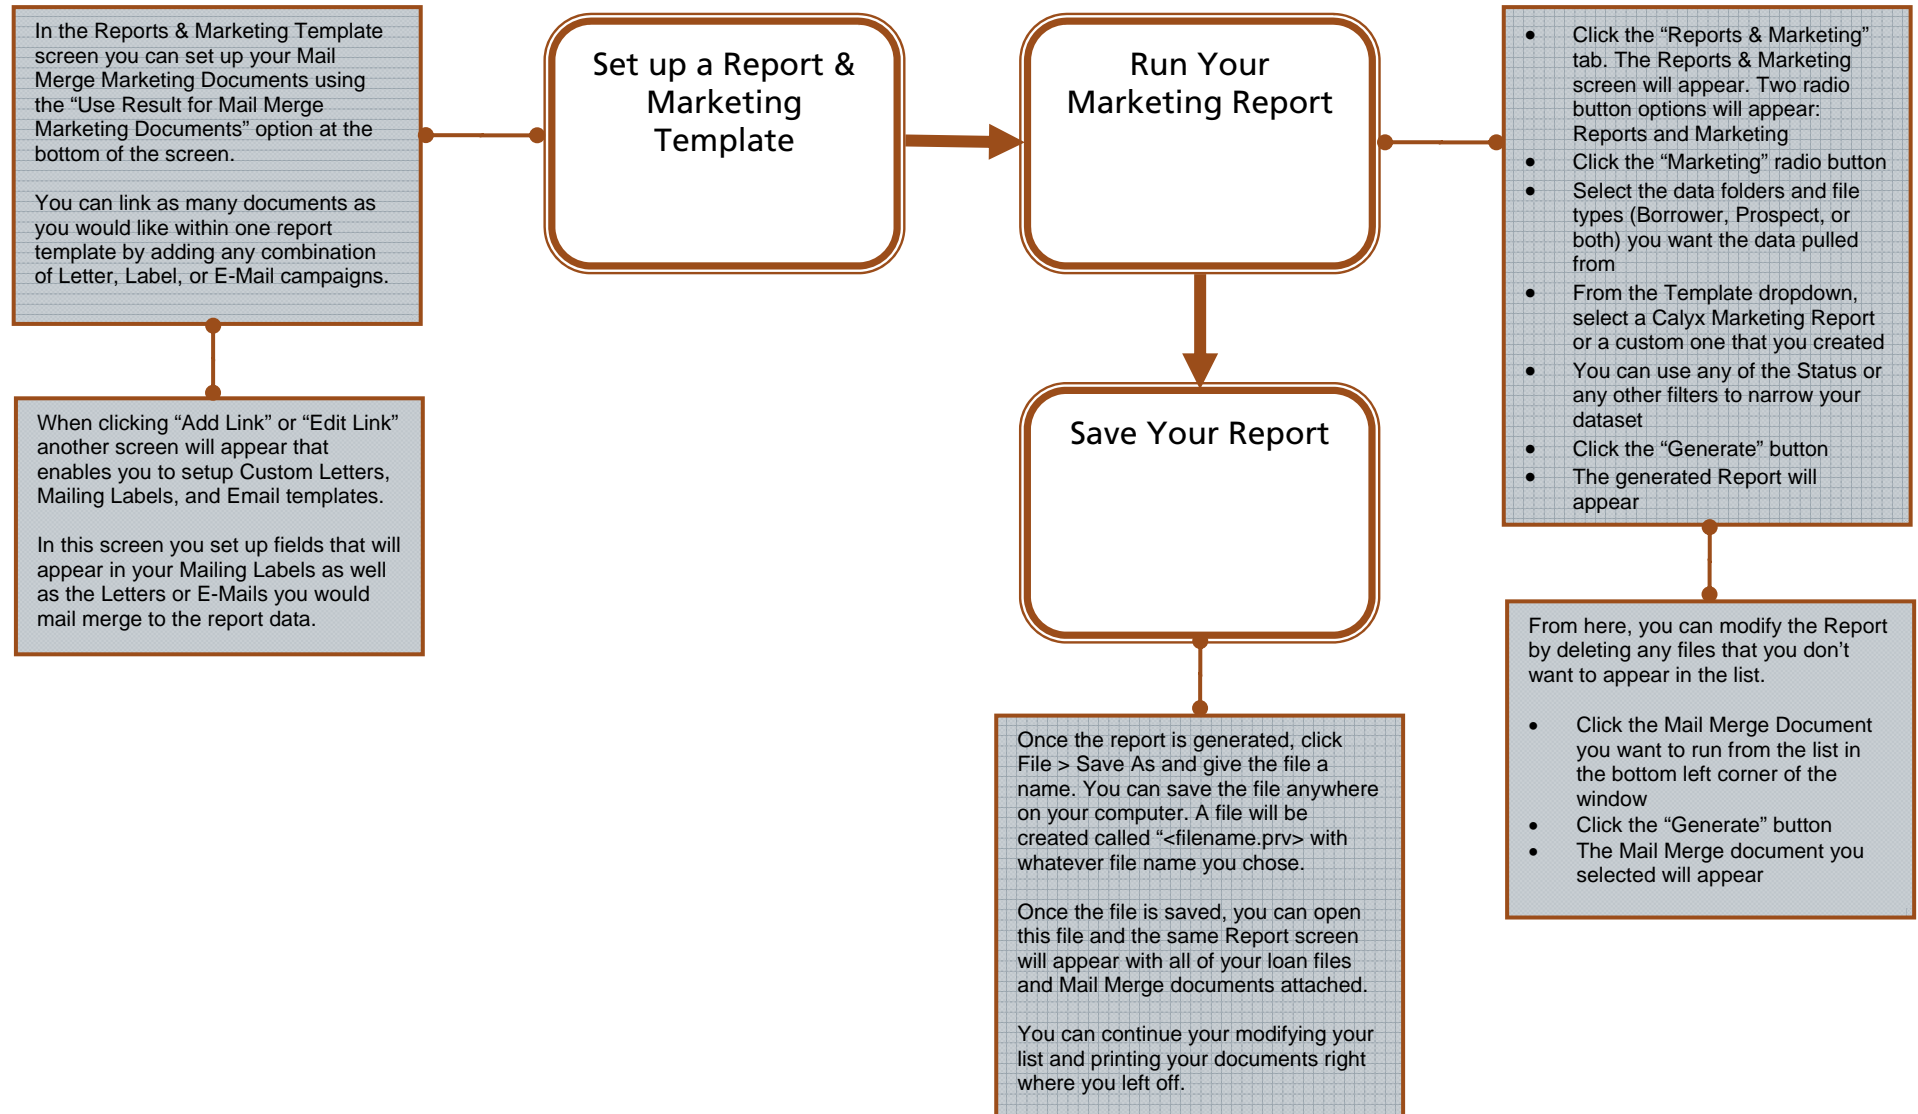 In the Reports & Marketing Template
screen you can set up your Mail
Merge Marketing Documents using
the “Use Result for Mail Merge
Marketing Documents” option at the
bottom of the screen.
You can link as many documents as
you would like within one report
template by adding any combination
of Letter, Label, or E-Mail campaigns.
When clicking “Add Link” or “Edit Link”
another screen will appear that
enables you to setup Custom Letters,
Mailing Labels, and Email templates.
In this screen you set up fields that will
appear in your Mailing Labels as well
as the Letters or E-Mails you would
mail merge to the report data.
Set up a Report &
Marketing
Template
Run Your
Marketing Report
Save Your Report
Once the report is generated, click
File > Save As and give the file a
name. You can save the file anywhere
on your computer. A file will be
created called “<filename.prv> with
whatever file name you chose.
Once the file is saved, you can open
this file and the same Report screen
will appear with all of your loan files
and Mail Merge documents attached.
You can continue your modifying your
list and printing your documents right
where you left off.
• Click the “Reports & Marketing”
tab. The Reports & Marketing
screen will appear. Two radio
button options will appear:
Reports and Marketing
• Click the “Marketing” radio button
• Select the data folders and file
types (Borrower, Prospect, or
both) you want the data pulled
from
• From the Template dropdown,
select a Calyx Marketing Report
or a custom one that you created
• You can use any of the Status or
any other filters to narrow your
dataset
• Click the “Generate” button
• The generated Report will
appear
From here, you can modify the Report
by deleting any files that you don’t
want to appear in the list.
• Click the Mail Merge Document
you want to run from the list in
the bottom left corner of the
window
• Click the “Generate” button
• The Mail Merge document you
selected will appear